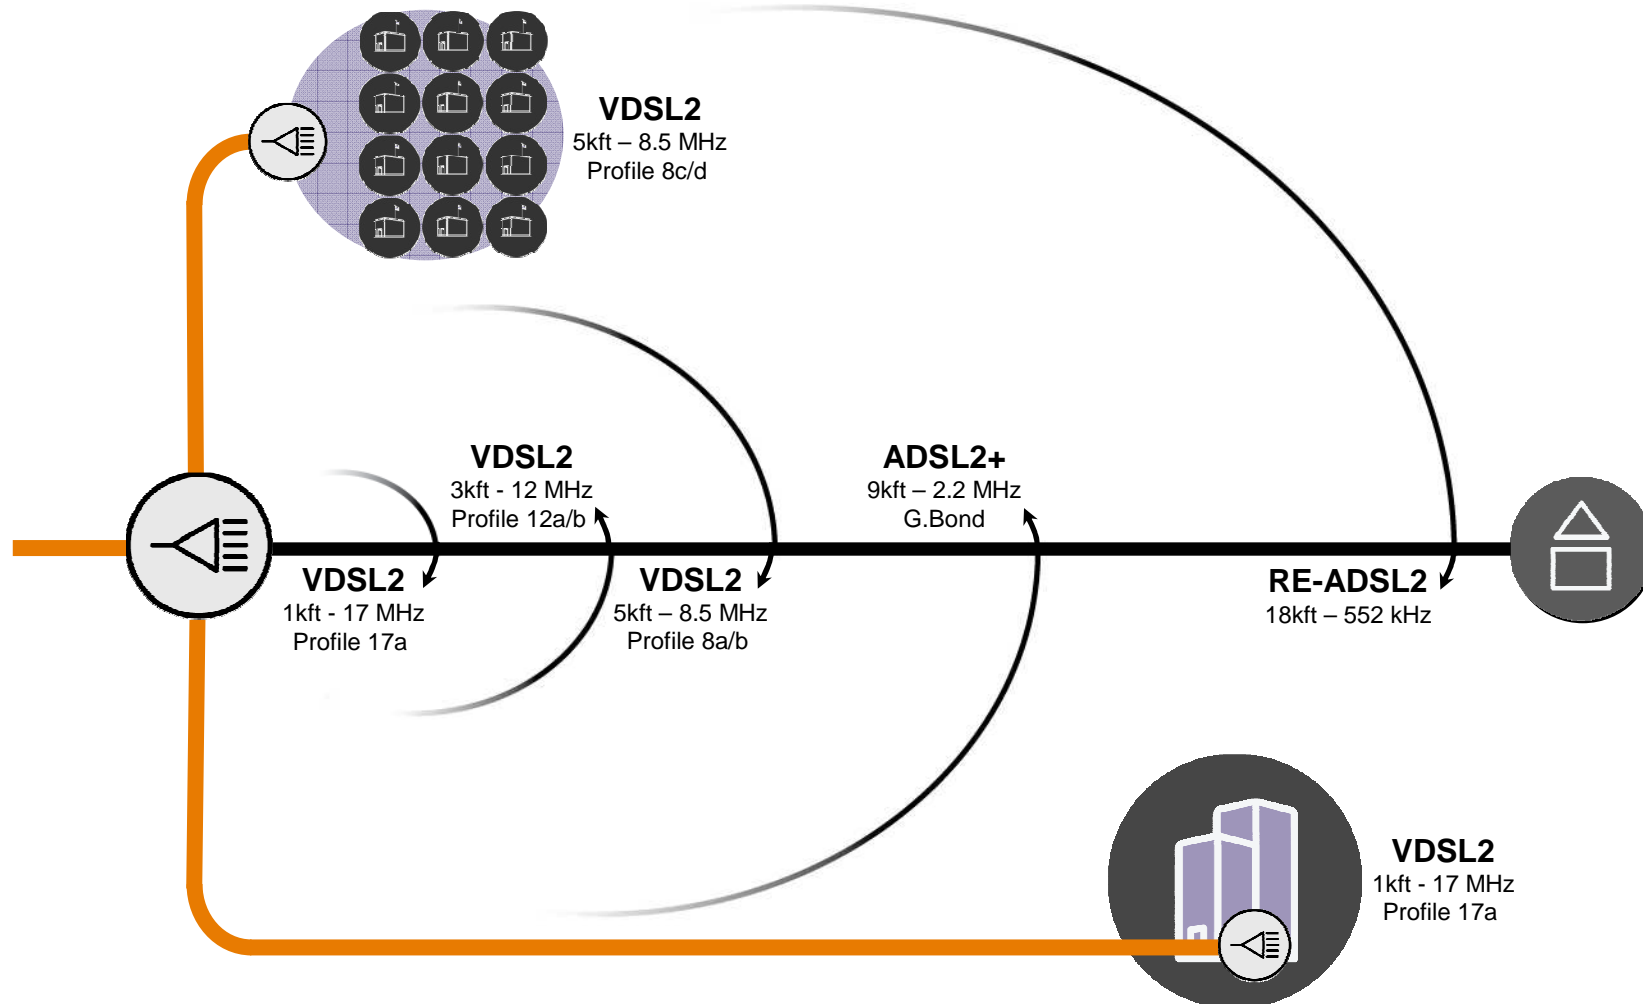 VDSL2
5kft – 8.5 MHz
Profile 8c/d
VDSL2
3kft - 12 MHz
Profile 12a/b
ADSL2+
9kft – 2.2 MHz
G.Bond
VDSL2
1kft - 17 MHz
Profile 17a
VDSL2
5kft – 8.5 MHz
Profile 8a/b
RE-ADSL2
18kft – 552 kHz
VDSL2
1kft - 17 MHz
Profile 17a